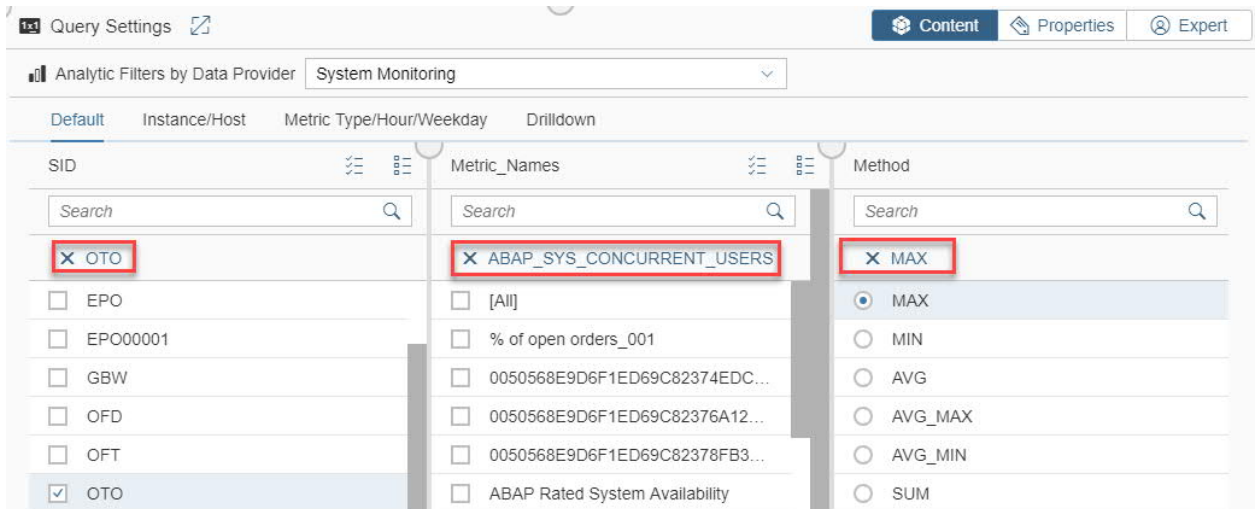 1x1 Query Settings Content Properties Expert
Analytic Filters by Data Provider System Monitoring
Default Instance/Host Metric Type/Hour/Weekday Drilldown
SID Metric_Names Method
Search Search Search
OTO ABAP_SYS_CONCURRENT_USERS MAX
EPO [All] MAX
EPO00001 % of open orders_001 MIN
GBW 0050568E9D6F1ED69C82374EDC... AVG
OFD 0050568E9D6F1ED69C82376A12... AVG_MAX
OFT 0050568E9D6F1ED69C82378FB3... AVG_MIN
OTO ABAP Rated System Availability SUM